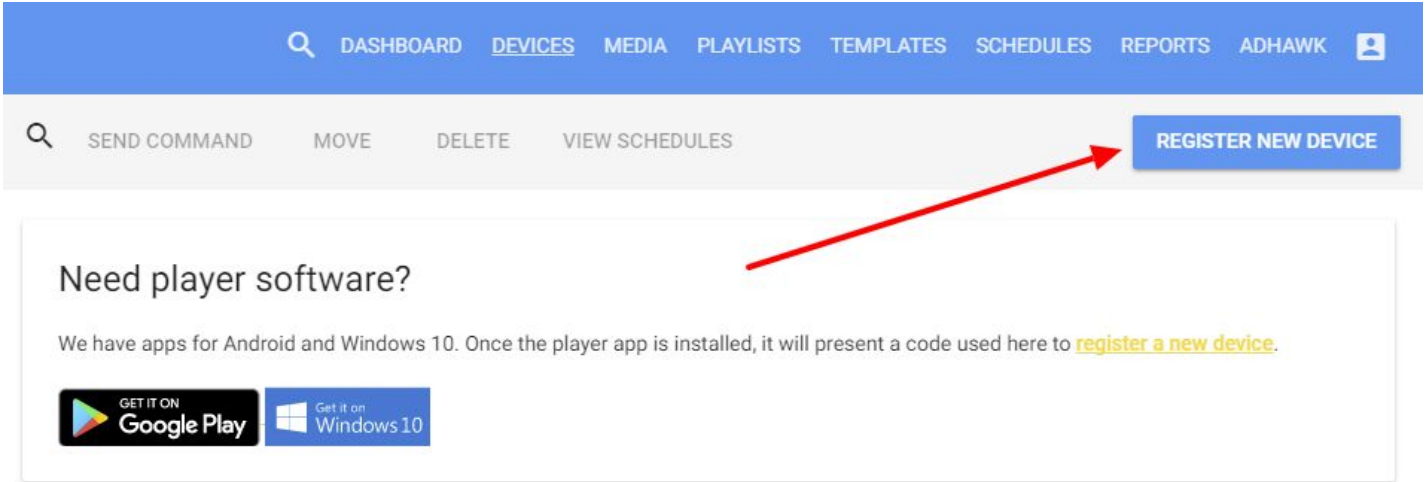 DASHBOARD DEVICES MEDIA PLAYLISTS TEMPLATES SCHEDULES REPORTS ADHAWK
SEND COMMAND MOVE DELETE VIEW SCHEDULES REGISTER NEW DEVICE
Need player software?
We have apps for Android and Windows 10. Once the player app is installed, it will present a code used here to register a new device.
GET IT ON
Google Play
Get it on
Windows 10